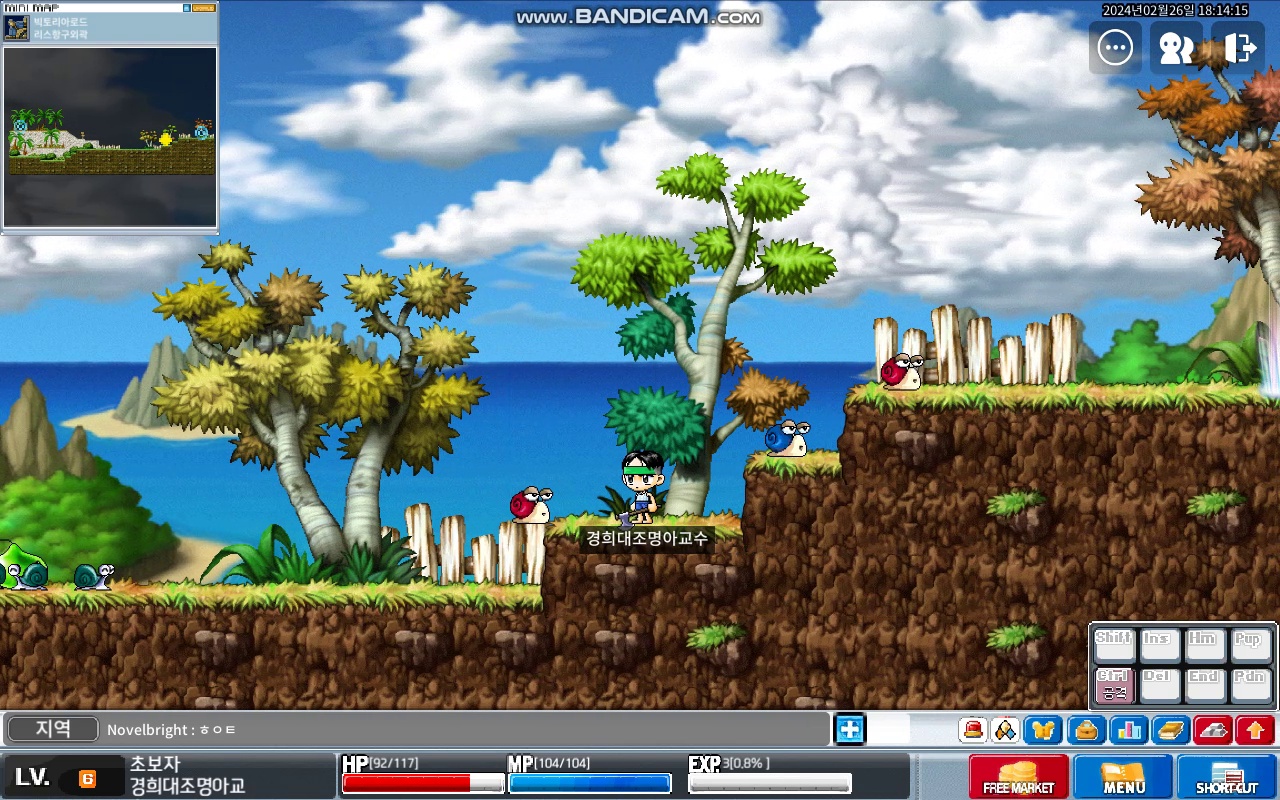 MINI MAP
www.BANDICAM.com
2024년02월26일 18:14:15
빅토리아로드
리스항구외곽
경희대조명아교수
Shift Ins Hm Pup
Ctrl Del End Pdn
공격
지역 Novelbright : ㅎㅇㅌ
LV. 6 초보자
경희대조명아교
HP[92/117] MP[104/104] EXP. 3[0.8% ]
FREE MARKET MENU SHORTCUT